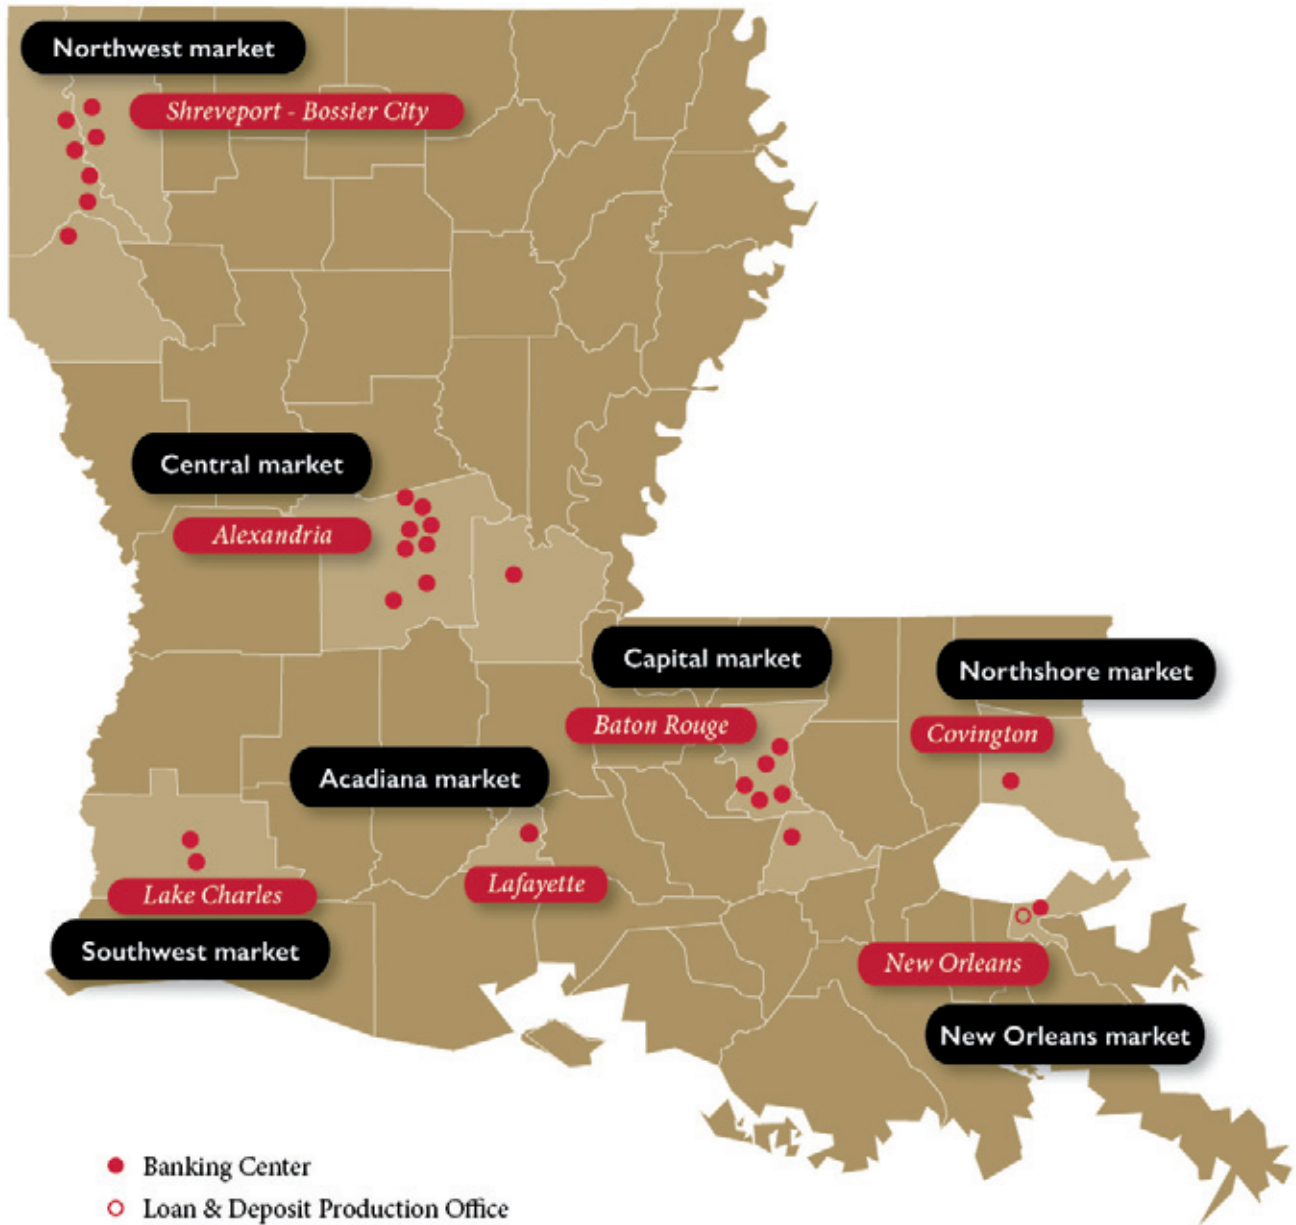 Northwest market
Shreveport - Bossier City
Central market
Alexandria
Capital market
Northshore market
Baton Rouge
Covington
Acadiana market
Lake Charles
Lafayette
Southwest market
New Orleans
New Orleans market
Banking Center
Loan & Deposit Production Office